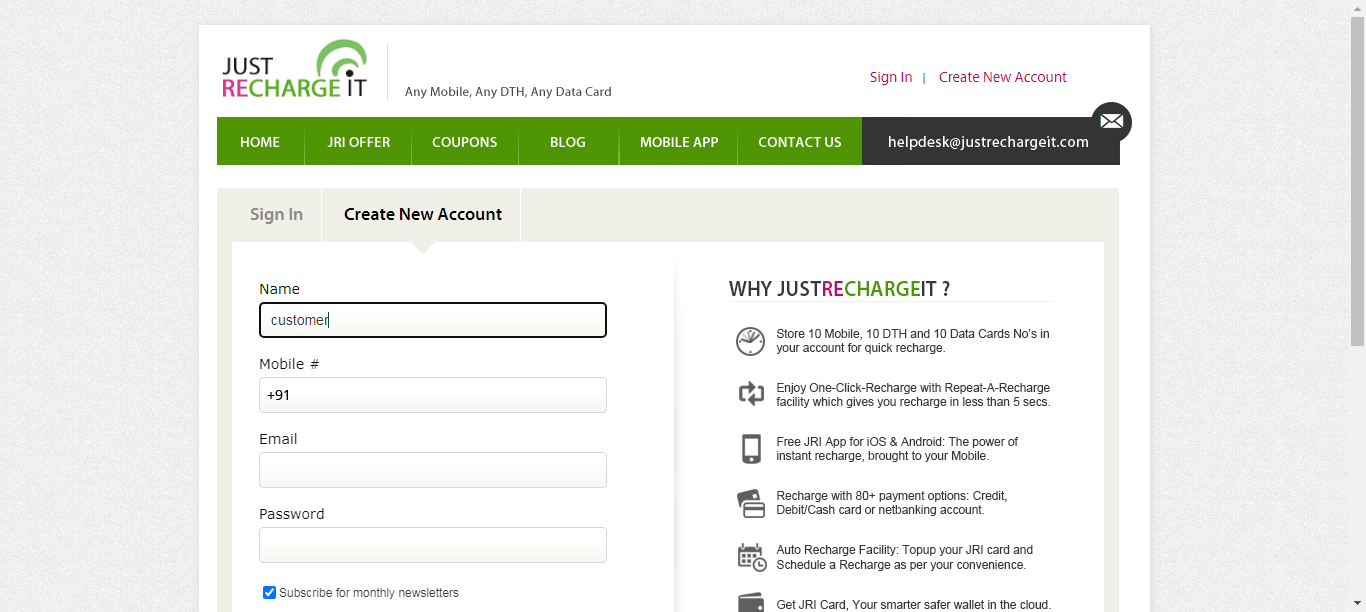 JUST
RECHARGE IT
Any Mobile, Any DTH, Any Data Card
Sign In | Create New Account
HOME JRI OFFER COUPONS BLOG MOBILE APP CONTACT US helpdesk@justrechargeit.com
Sign In Create New Account
Name
customer
Mobile #
+91
Email
Password
Subscribe for monthly newsletters
WHY JUSTRECHARGEIT ?
Store 10 Mobile, 10 DTH and 10 Data Cards No's in
your account for quick recharge.
Enjoy One-Click-Recharge with Repeat-A-Recharge
facility which gives you recharge in less than 5 secs.
Free JRI App for iOS & Android: The power of
instant recharge, brought to your Mobile.
Recharge with 80+ payment options: Credit,
Debit/Cash card or netbanking account.
Auto Recharge Facility: Topup your JRI card and
Schedule a Recharge as per your convenience.
Get JRI Card, Your smarter safer wallet in the cloud.